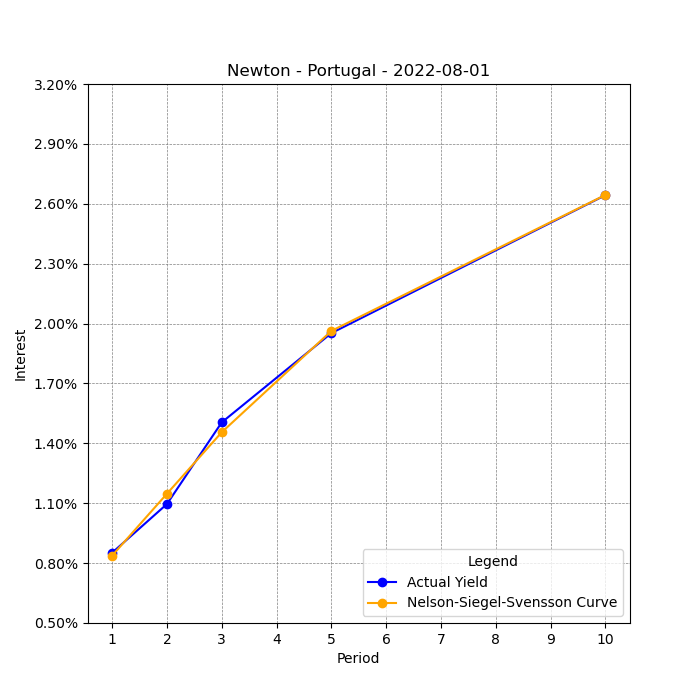 Newton - Portugal - 2022-08-01
3.20%
2.90%
2.60%
2.30%
2.00%
1.70%
1.40%
1.10%
0.80%
0.50%
Interest
Legend
Actual Yield
Nelson-Siegel-Svensson Curve
1 2 3 4 5 6 7 8 9 10
Period